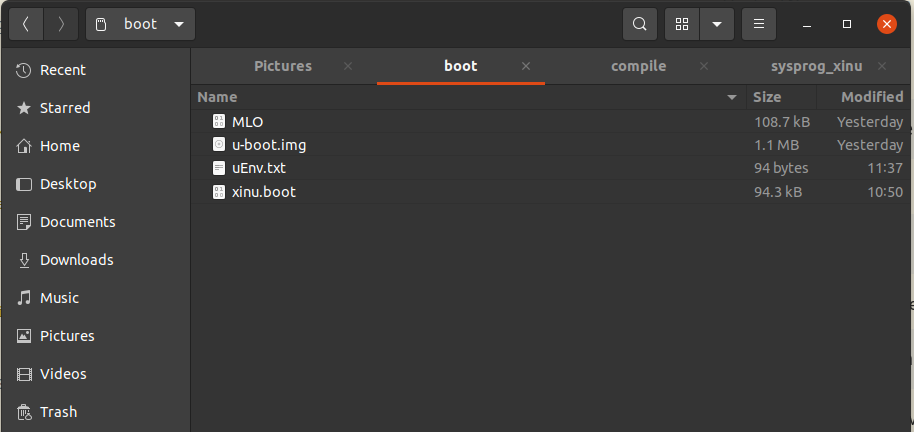 boot
Pictures boot compile sysprog_xinu
Recent
Starred
Home
Desktop
Documents
Downloads
Music
Pictures
Videos
Trash
Name Size Modified
MLO 108.7 kB Yesterday
u-boot.img 1.1 MB Yesterday
uEnv.txt 94 bytes 11:37
xinu.boot 94.3 kB 10:50